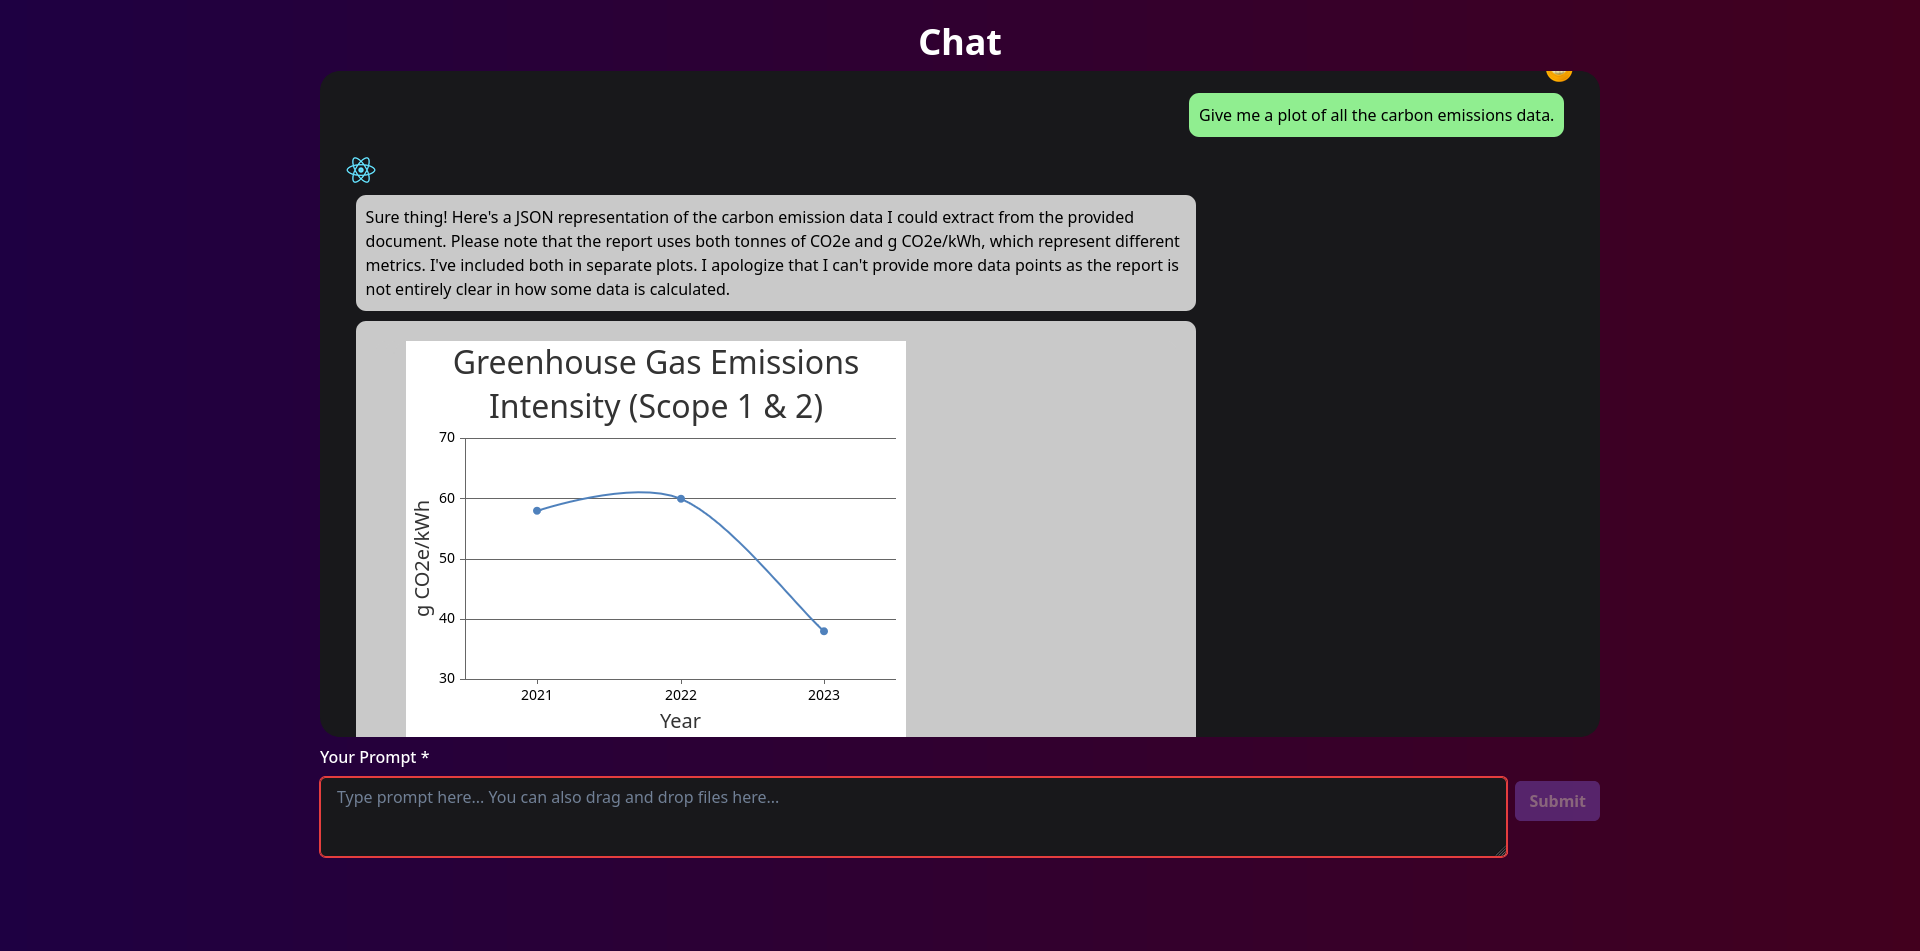 Chat
Give me a plot of all the carbon emissions data.
Sure thing! Here's a JSON representation of the carbon emission data I could extract from the provided
document. Please note that the report uses both tonnes of CO2e and g CO2e/kWh, which represent different
metrics. I've included both in separate plots. I apologize that I can't provide more data points as the report is
not entirely clear in how some data is calculated.
Greenhouse Gas Emissions
Intensity (Scope 1 & 2)
70
60
50
40
30
g CO2e/kWh
2021 2022 2023
Year
Your Prompt *
Type prompt here... You can also drag and drop files here...
Submit